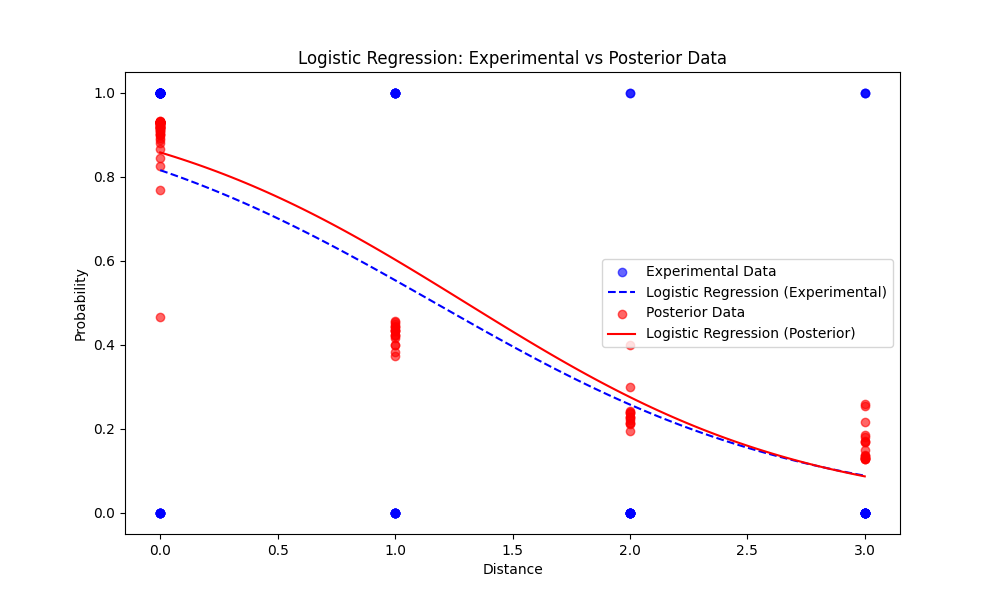 Logistic Regression: Experimental vs Posterior Data
1.0
0.8
0.6
0.4
0.2
0.0
Probability
Experimental Data
Logistic Regression (Experimental)
Posterior Data
Logistic Regression (Posterior)
0.0 0.5 1.0 1.5 2.0 2.5 3.0
Distance